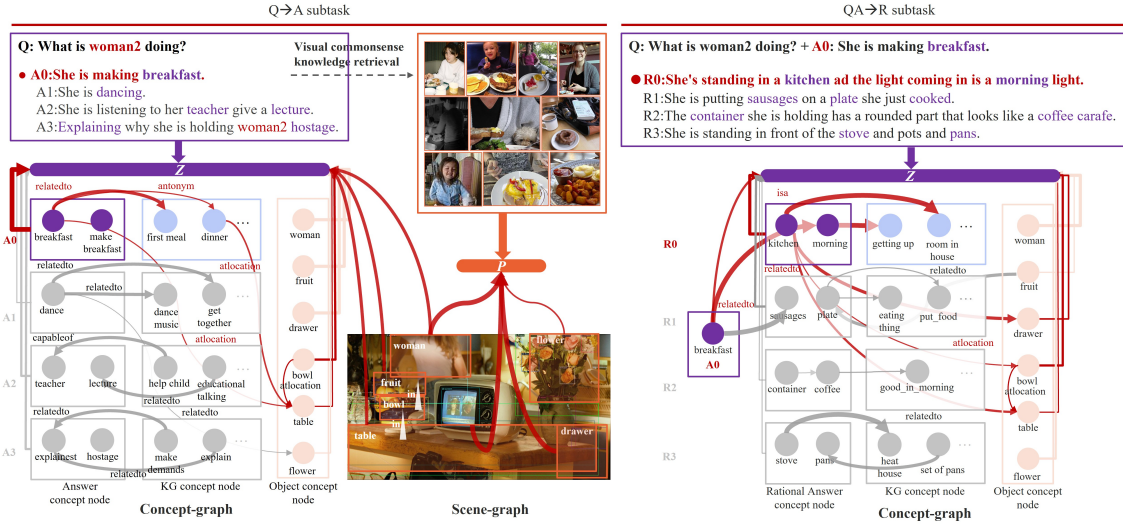 Q→A subtask
QA→R subtask
Q: What is woman2 doing?
A0:She is making breakfast.
A1:She is dancing.
A2:She is listening to her teacher give a lecture.
A3:Explaining why she is holding woman2 hostage.
Visual commonsense
knowledge retrieval
Z
relatedto
antonym
A0
breakfast
make
breakfast
first meal
dinner
...
woman
atlocation
relatedto
fruit
relatedto
A1
dance
dance
music
get
together
...
drawer
capableof
atlocation
A2
teacher
lecture
help child
educational
talking
...
bowl
atlocation
relatedto
relatedto
relatedto
table
A3
explainest
hostage
make
demands
explain
...
relatedto
flower
Answer
concept node
KG concept node
Object concept
node
Concept-graph
P
woman
flower
fruit
in
bowl
in
table
drawer
Scene-graph
Q: What is woman2 doing? + A0: She is making breakfast.
R0:She's standing in a kitchen ad the light coming in is a morning light.
R1:She is putting sausages on a plate she just cooked.
R2:The container she is holding has a rounded part that looks like a coffee carafe.
R3:She is standing in front of the stove and pots and pans.
Z
isa
R0
kitchen
morning
getting up
room in
house
...
woman
relatedto
relatedto
fruit
relatedto
R1
sausages
plate
eating
thing
put_food
...
drawer
breakfast
A0
atlocation
R2
container
coffee
good_in_morning
...
bowl
atlocation
relatedto
table
R3
stove
pans
heat
house
set of pans
...
flower
Rational Answer
concept node
KG concept node
Object concept
node
Concept-graph